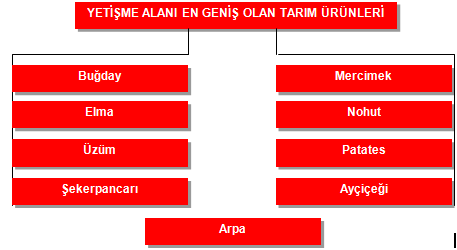 YETİŞME ALANI EN GENİŞ OLAN TARIM ÜRÜNLERİ
Buğday
Mercimek
Elma
Nohut
Üzüm
Patates
Şekerpancarı
Ayçiçeği
Arpa